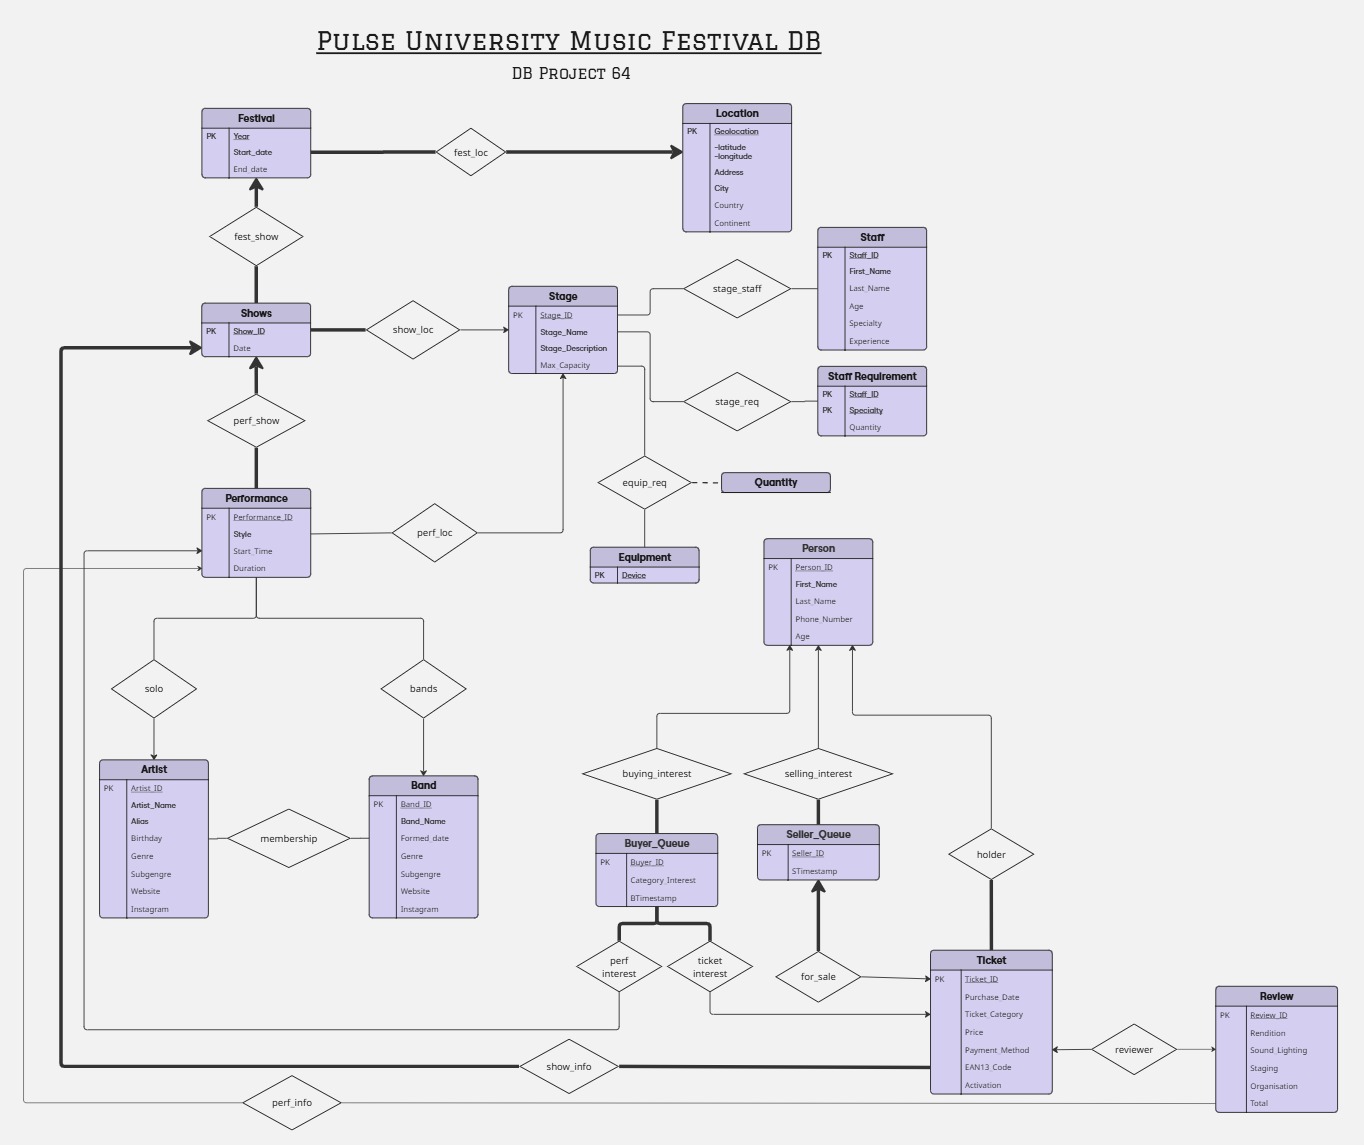 Pulse University Music Festival DB
DB Project 64
Festival
PK Year
Start_date
End_date
fest_loc
Location
PK Geolocation
-latitude
-longitude
Address
City
Country
Continent
fest_show
Staff
PK Staff_ID
First_Name
Last_Name
Age
Specialty
Experience
stage_staff
Shows
PK Show_ID
Date
show_loc
Stage
PK Stage_ID
Stage_Name
Stage_Description
Max_Capacity
Staff Requirement
PK Staff_ID
PK Specialty
Quantity
stage_req
perf_show
equip_req
Quantity
Performance
PK Performance_ID
Style
Start_Time
Duration
perf_loc
Equipment
PK Device
Person
PK Person_ID
First_Name
Last_Name
Phone_Number
Age
solo
bands
Artist
PK Artist_ID
Artist_Name
Alias
Birthday
Genre
Subgengre
Website
Instagram
membership
Band
PK Band_ID
Band_Name
Formed_date
Genre
Subgengre
Website
Instagram
buying_interest
selling_interest
holder
Buyer_Queue
PK Buyer_ID
Category_Interest
BTimestamp
Seller_Queue
PK Seller_ID
STimestamp
perf
interest
ticket
interest
for_sale
Ticket
PK Ticket_ID
Purchase_Date
Ticket_Category
Price
Payment_Method
EAN13_Code
Activation
reviewer
Review
PK Review_ID
Rendition
Sound_Lighting
Staging
Organisation
Total
show_info
perf_info